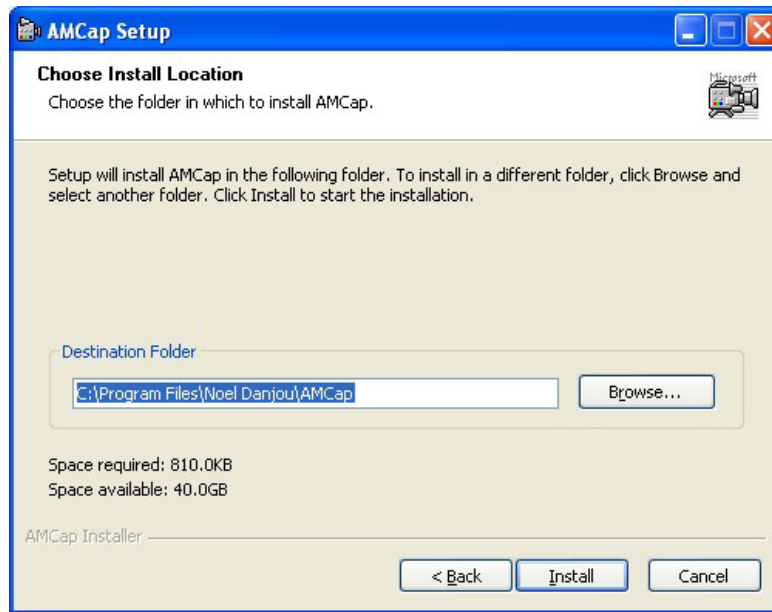 AMCap Setup
Choose Install Location
Choose the folder in which to install AMCap.
Microsoft
Setup will install AMCap in the following folder. To install in a different folder, click Browse and
select another folder. Click Install to start the installation.
Destination Folder
C:\Program Files\Noel Danjou\AMCap
Browse...
Space required: 810.0KB
Space available: 40.0GB
AMCap Installer
< Back
Install
Cancel